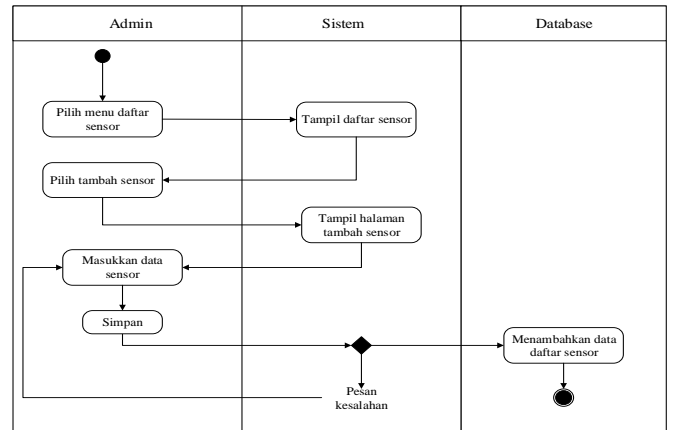 Admin
Sistem
Database
Pilih menu daftar
sensor
Tampil daftar sensor
Pilih tambah sensor
Tampil halaman
tambah sensor
Masukkan data
sensor
Simpan
Menambahkan data
daftar sensor
Pesan
kesalahan